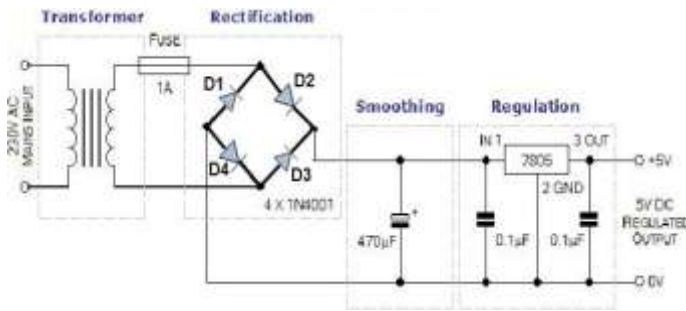 Transformer
Rectification
FUSE
1A
D1
D2
D4
D3
4 X 1N4001
230V AC
MAINS INPUT
Smoothing
Regulation
IN 1
7805
3 OUT
2 GND
+5V
+
470µF
0.1µF
0.1µF
5V DC
REGULATED
OUTPUT
0V